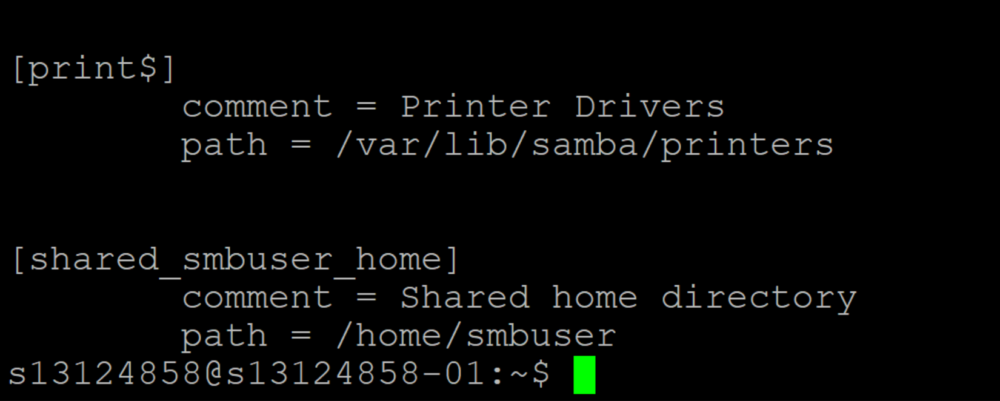 [print$]
comment = Printer Drivers
path = /var/lib/samba/printers
[shared_smbuser_home]
comment = Shared home directory
path = /home/smbuser
s13124858@s13124858-01:~$